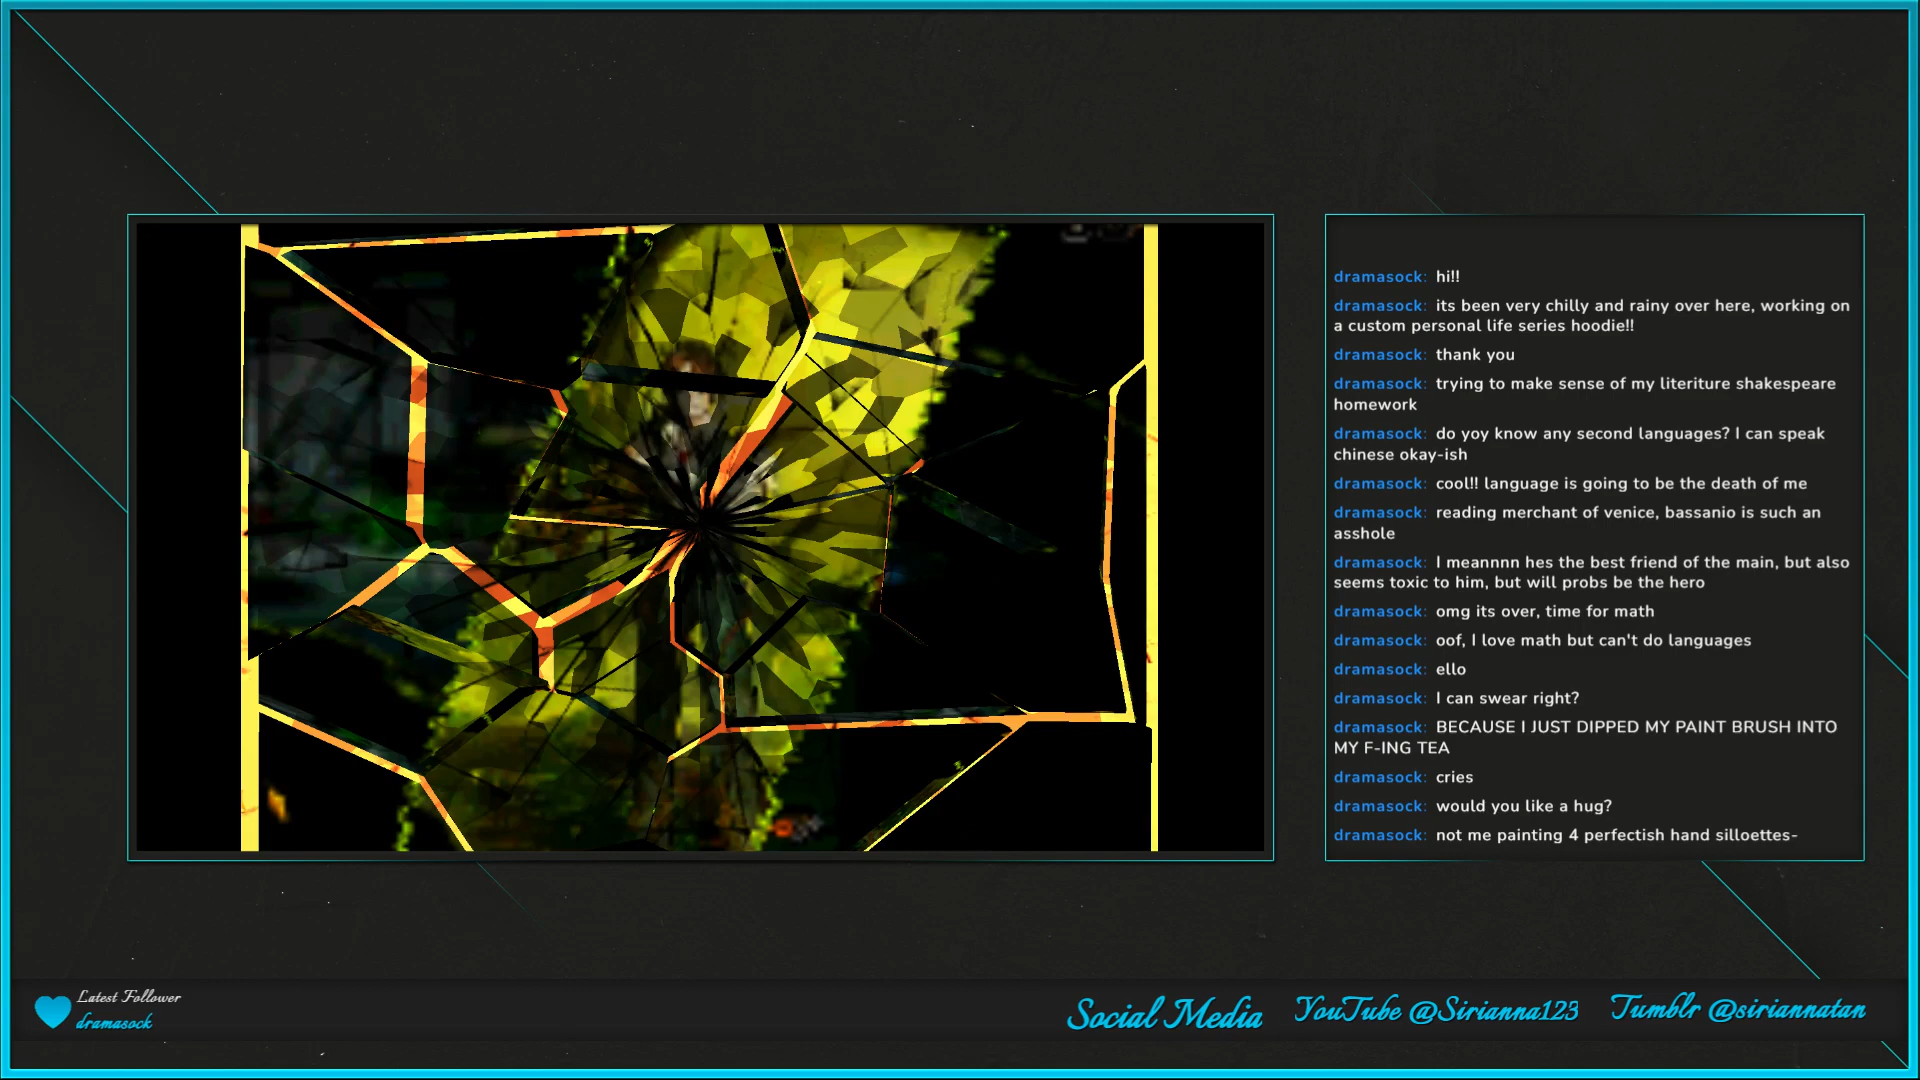 dramasock: hi!!
dramasock: its been very chilly and rainy over here, working on
a custom personal life series hoodie!!
dramasock: thank you
dramasock: trying to make sense of my literiture shakespeare
homework
dramasock: do yoy know any second languages? I can speak
chinese okay-ish
dramasock: cool!! language is going to be the death of me
dramasock: reading merchant of venice, bassanio is such an
asshole
dramasock: I meannnn hes the best friend of the main, but also
seems toxic to him, but will probs be the hero
dramasock: omg its over, time for math
dramasock: oof, I love math but can't do languages
dramasock: ello
dramasock: I can swear right?
dramasock: BECAUSE I JUST DIPPED MY PAINT BRUSH INTO
MY F-ING TEA
dramasock: cries
dramasock: would you like a hug?
dramasock: not me painting 4 perfectish hand silloettes-
Latest Follower
dramasock
Social Media YouTube @Sirianna123 Tumblr @siriannatan